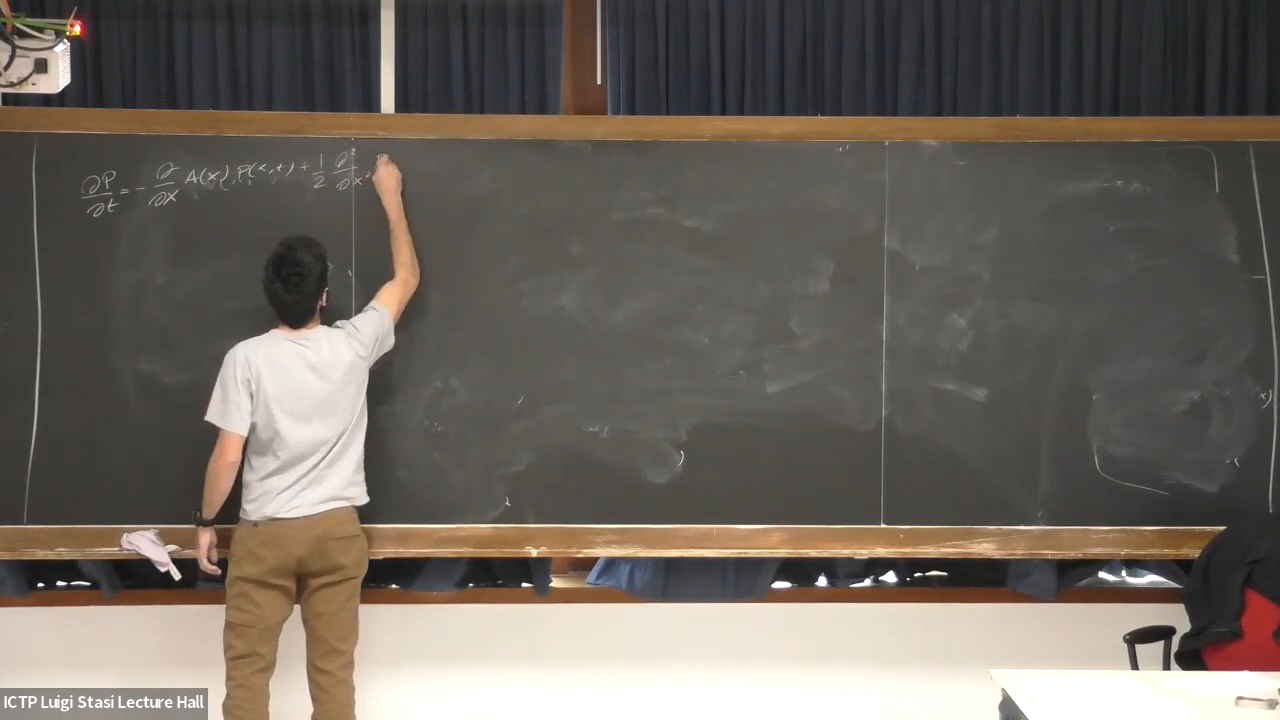 ∂P/∂t = - ∂/∂x A(x) P(x,t) + 1/2 ∂²/∂x²
ICTP Luigi Stasi Lecture Hall